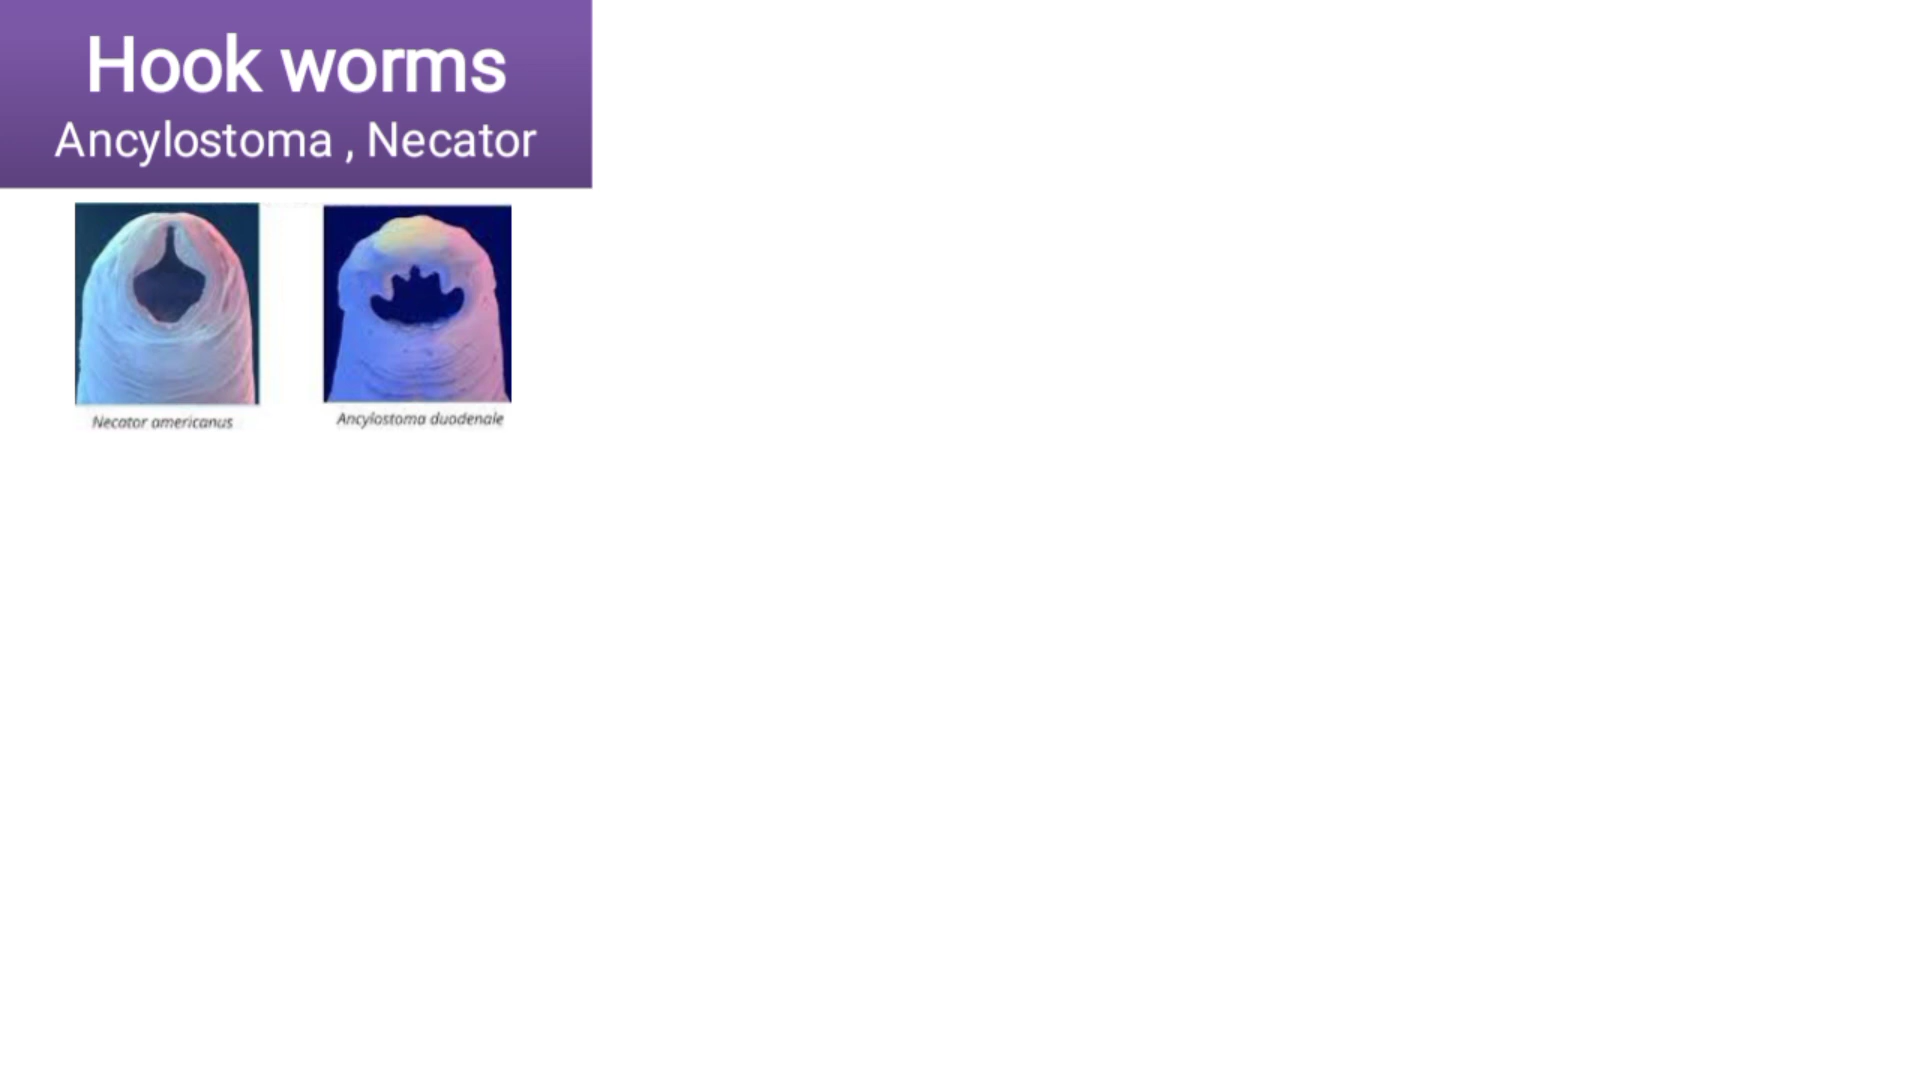 Hook worms
Ancylostoma , Necator
Necator americanus
Ancylostoma duodenale